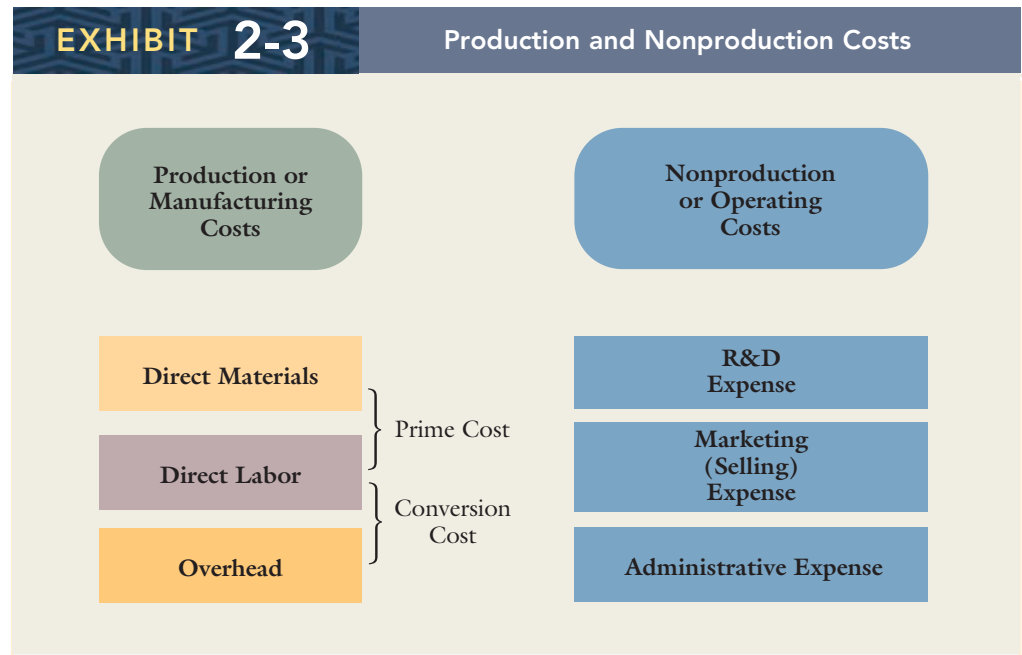 EXHIBIT 2-3
Production and Nonproduction Costs
Production or
Manufacturing
Costs
Nonproduction
or Operating
Costs
Direct Materials
Prime Cost
Direct Labor
Conversion
Cost
Overhead
R&D
Expense
Marketing
(Selling)
Expense
Administrative Expense